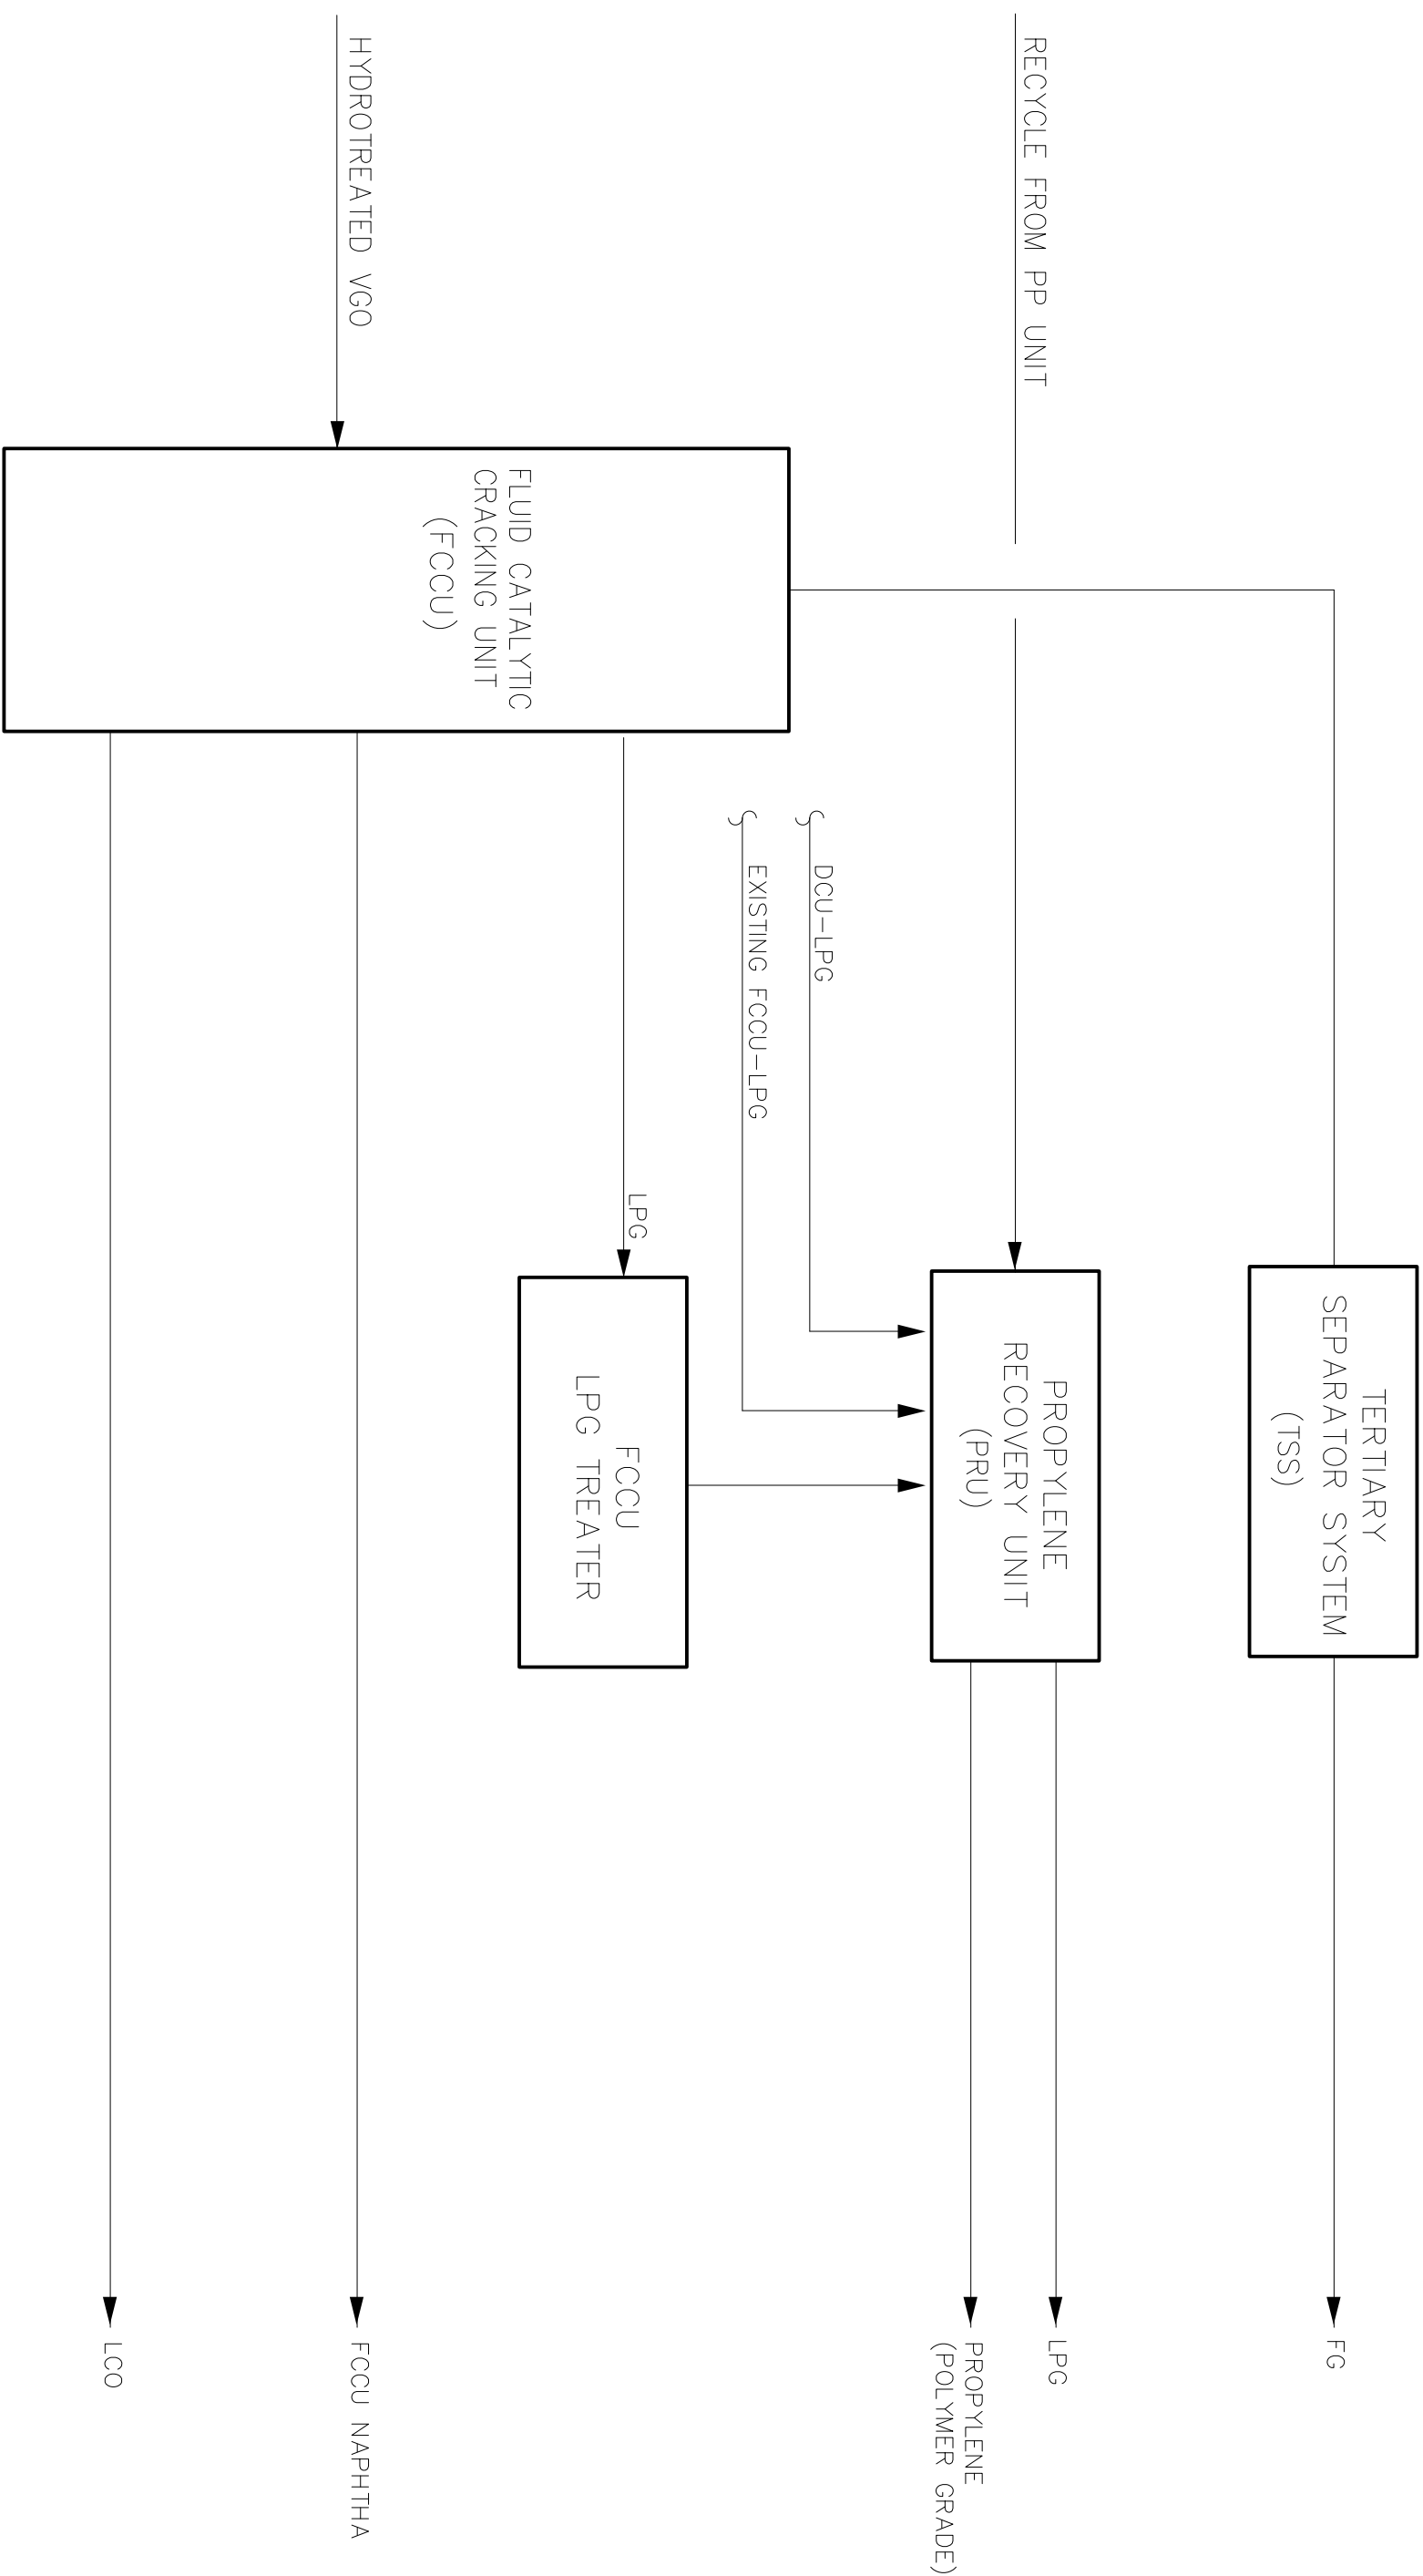 TERTIARY
SEPARATOR SYSTEM
(TSS)
FG
RECYCLE FROM PP UNIT
PROPYLENE
RECOVERY UNIT
(PRU)
LPG
PROPYLENE
(POLYMER GRADE)
DCU-LPG
EXISTING FCCU-LPG
LPG
FCCU
LPG TREATER
FLUID CATALYTIC
CRACKING UNIT
(FCCU)
HYDROTREATED VGO
FCCU NAPHTHA
LCO